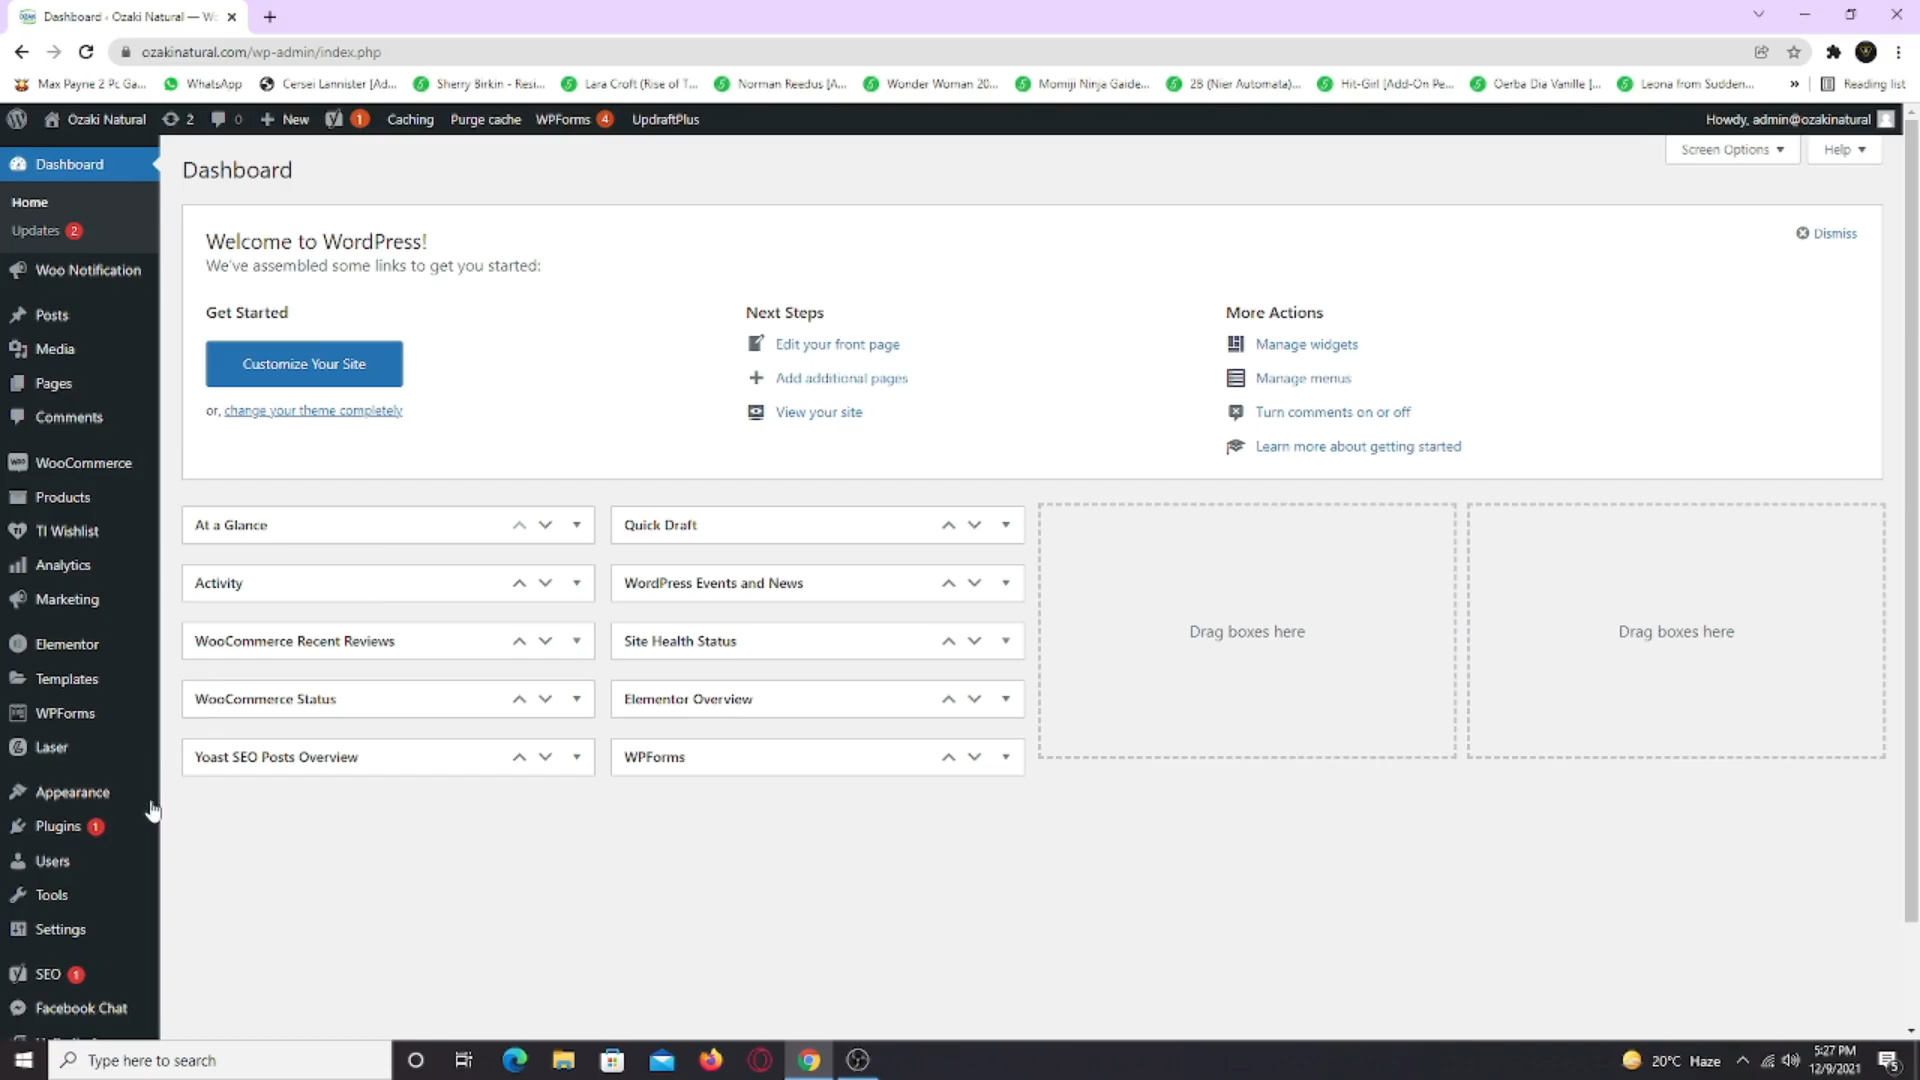 Dashboard ‹ Ozaki Natural — Wo
ozakinatural.com/wp-admin/index.php
Max Payne 2 Pc Ga... WhatsApp Cersei Lannister [Ad... Sherry Birkin - Resi... Lara Croft (Rise of T... Norman Reedus [A... Wonder Woman 20... Momiji Ninja Gaide... 2B (Nier Automata)... Hit-Girl [Add-On Pe... Oerba Dia Vanille [... Leona from Sudden... » Reading list
Ozaki Natural 2 0 New 1 Caching Purge cache WPForms 4 UpdraftPlus Howdy, admin@ozakinatural
Screen Options Help
Dashboard
Home
Updates 2
Woo Notification
Posts
Media
Pages
Comments
WooCommerce
Products
TI Wishlist
Analytics
Marketing
Elementor
Templates
WPForms
Laser
Appearance
Plugins 1
Users
Tools
Settings
SEO 1
Facebook Chat
Dashboard
Welcome to WordPress!
We've assembled some links to get you started:
Dismiss
Get Started
Customize Your Site
or, change your theme completely
Next Steps
Edit your front page
Add additional pages
View your site
More Actions
Manage widgets
Manage menus
Turn comments on or off
Learn more about getting started
At a Glance
Activity
WooCommerce Recent Reviews
WooCommerce Status
Yoast SEO Posts Overview
Quick Draft
WordPress Events and News
Site Health Status
Elementor Overview
WPForms
Drag boxes here
Drag boxes here
Type here to search
20°C Haze
5:27 PM
12/9/2021
5